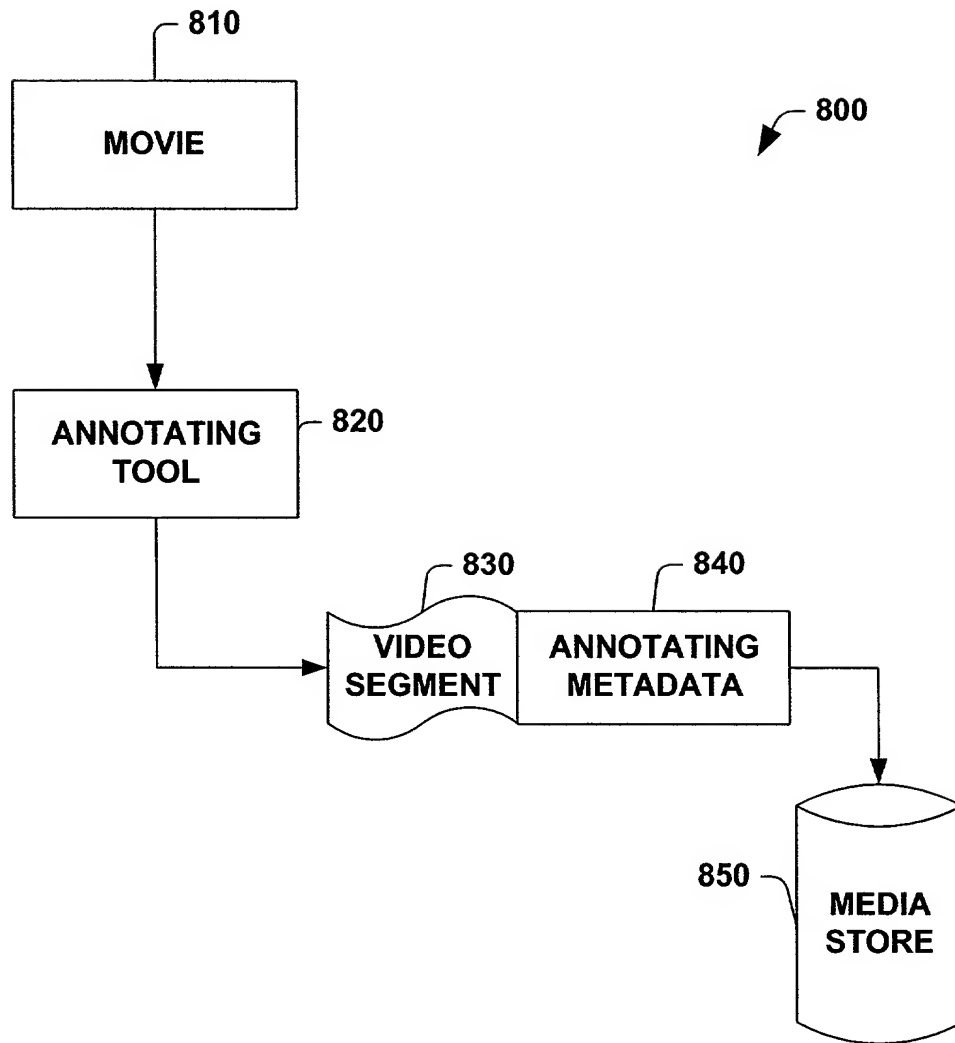 810
MOVIE
800
ANNOTATING
TOOL
820
830
840
VIDEO
SEGMENT
ANNOTATING
METADATA
850
MEDIA
STORE